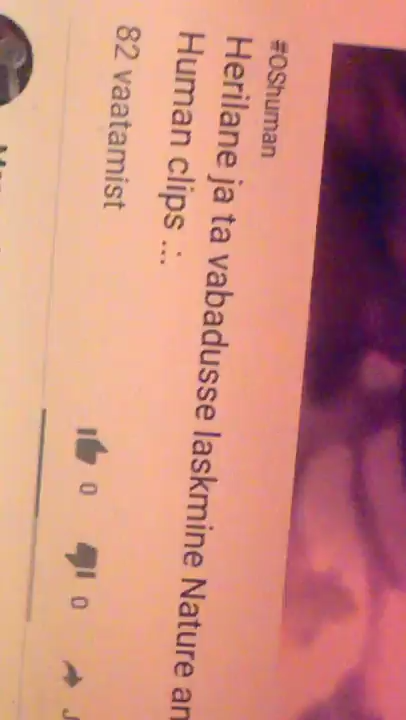 #OShuman
Herilane ja ta vabadusse laskmine Nature an
Human clips ...
82 vaatamist
0 0